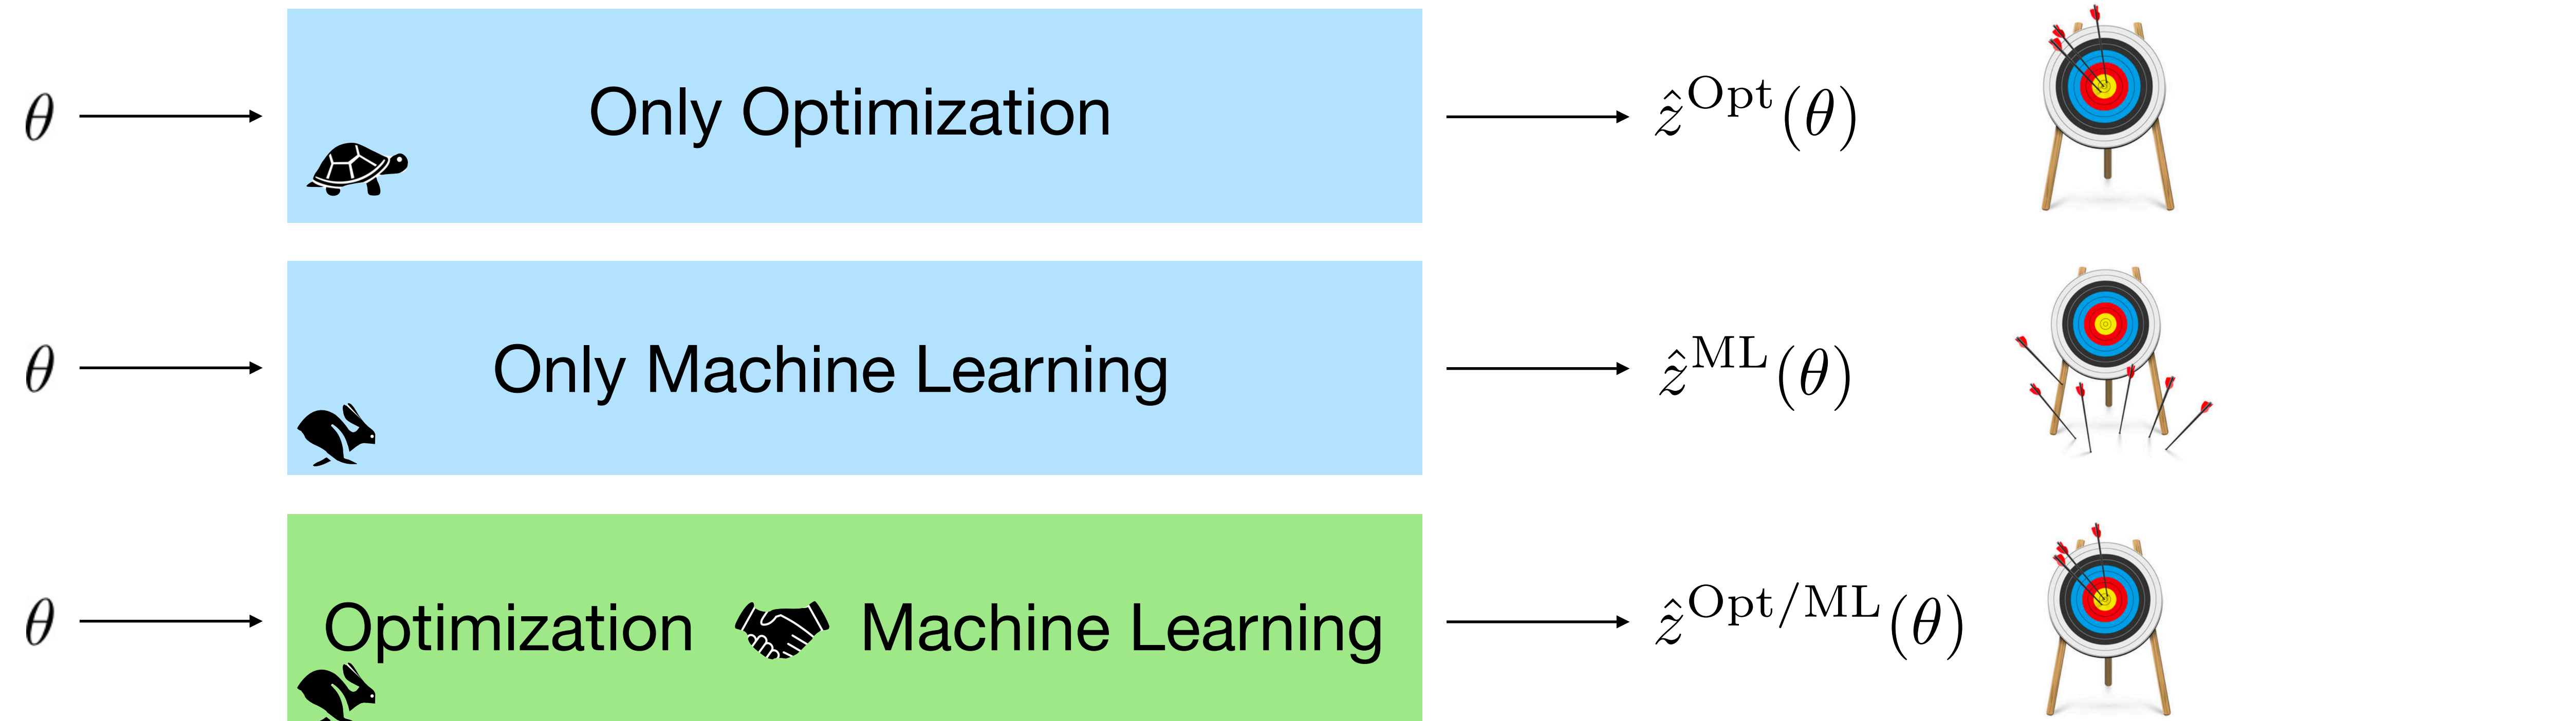 θ Only Optimization ẑ^Opt(θ)
θ Only Machine Learning ẑ^ML(θ)
θ Optimization Machine Learning ẑ^Opt/ML(θ)